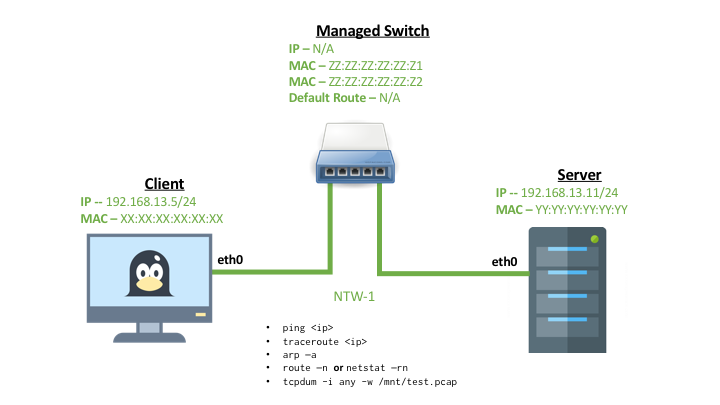 Managed Switch
IP – N/A
MAC – ZZ:ZZ:ZZ:ZZ:ZZ:Z1
MAC – ZZ:ZZ:ZZ:ZZ:ZZ:Z2
Default Route – N/A
Client
IP -- 192.168.13.5/24
MAC – XX:XX:XX:XX:XX:XX
Server
IP -- 192.168.13.11/24
MAC – YY:YY:YY:YY:YY:YY
eth0
eth0
NTW-1
• ping <ip>
• traceroute <ip>
• arp –a
• route –n or netstat –rn
• tcpdum -i any -w /mnt/test.pcap